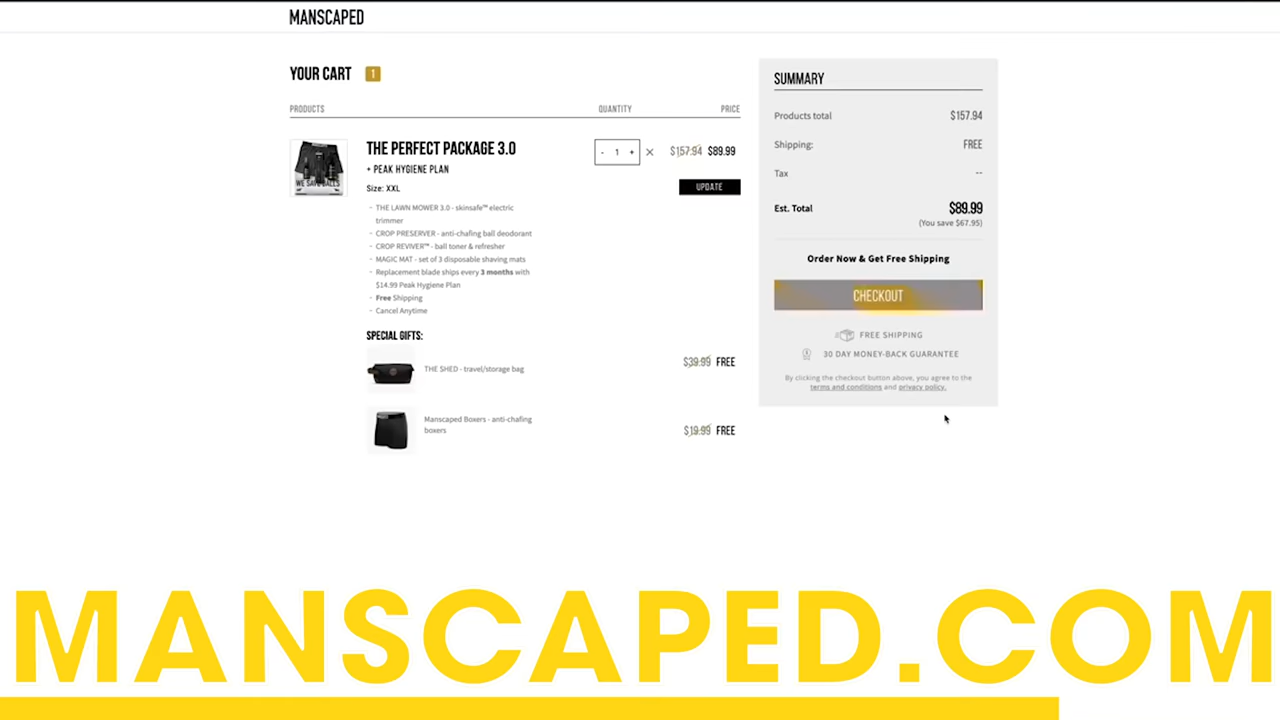 MANSCAPED
YOUR CART 1
PRODUCTS QUANTITY PRICE
THE PERFECT PACKAGE 3.0
- 1 + × $157.94 $89.99
+ PEAK HYGIENE PLAN
UPDATE
Size: XXL
- THE LAWN MOWER 3.0 - skinsafe™ electric
trimmer
- CROP PRESERVER - anti-chafing ball deodorant
- CROP REVIVER™ - ball toner & refresher
- MAGIC MAT - set of 3 disposable shaving mats
- Replacement blade ships every 3 months with
$14.99 Peak Hygiene Plan
- Free Shipping
- Cancel Anytime
WE SAVE BALLS
SPECIAL GIFTS:
THE SHED - travel/storage bag
$39.99 FREE
Manscaped Boxers - anti-chafing
boxers
$19.99 FREE
SUMMARY
Products total $157.94
Shipping: FREE
Tax --
Est. Total $89.99
(You save $67.95)
Order Now & Get Free Shipping
CHECKOUT
FREE SHIPPING
30 DAY MONEY-BACK GUARANTEE
By clicking the checkout button above, you agree to the
terms and conditions and privacy policy.
MANSCAPED.COM